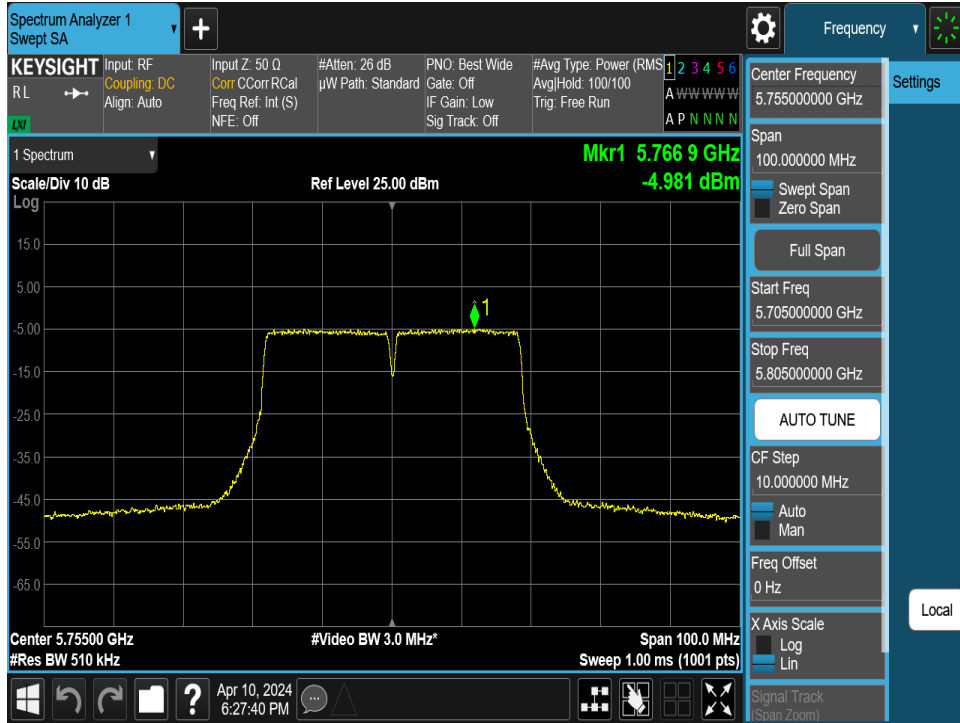 Spectrum Analyzer 1
Swept SA
+
Frequency
KEYSIGHT
RL
LXI
Input: RF
Coupling: DC
Align: Auto
Input Z: 50 Ω
Corr CCorr RCal
Freq Ref: Int (S)
NFE: Off
#Atten: 26 dB
µW Path: Standard
PNO: Best Wide
Gate: Off
IF Gain: Low
Sig Track: Off
#Avg Type: Power (RMS
Avg|Hold: 100/100
Trig: Free Run
1 2 3 4 5 6
A W W W W W
A P N N N N
1 Spectrum
Scale/Div 10 dB
Log
Ref Level 25.00 dBm
Mkr1 5.766 9 GHz
-4.981 dBm
15.0
5.00
-5.00
-15.0
-25.0
-35.0
-45.0
-55.0
-65.0
1
Center 5.75500 GHz
#Res BW 510 kHz
#Video BW 3.0 MHz*
Span 100.0 MHz
Sweep 1.00 ms (1001 pts)
?
Apr 10, 2024
6:27:40 PM
Center Frequency
5.755000000 GHz
Span
100.000000 MHz
Swept Span
Zero Span
Full Span
Start Freq
5.705000000 GHz
Stop Freq
5.805000000 GHz
AUTO TUNE
CF Step
10.000000 MHz
Auto
Man
Freq Offset
0 Hz
X Axis Scale
Log
Lin
Signal Track
(Span Zoom)
Settings
Local